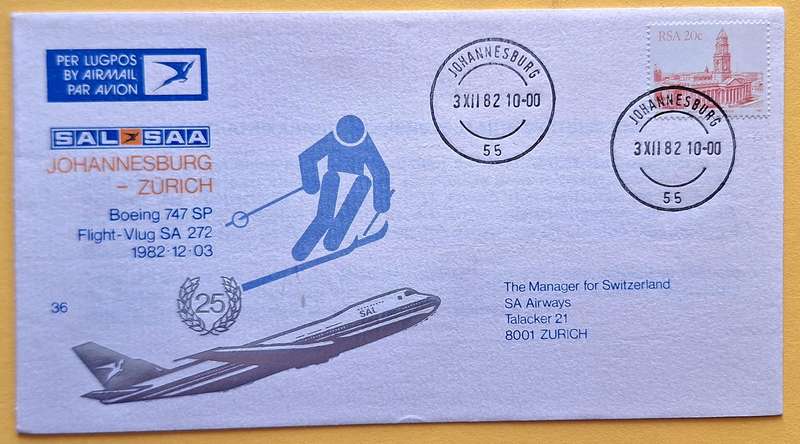 PER LUGPOS
BY AIRMAIL
PAR AVION
SAL SAA
JOHANNESBURG
- ZÜRICH
Boeing 747 SP
Flight-Vlug SA 272
1982·12·03
36
25
SAL
JOHANNESBURG
3 XII 82 10-00
55
RSA 20c
JOHANNESBURG
3 XII 82 10-00
55
The Manager for Switzerland
SA Airways
Talacker 21
8001 ZURICH